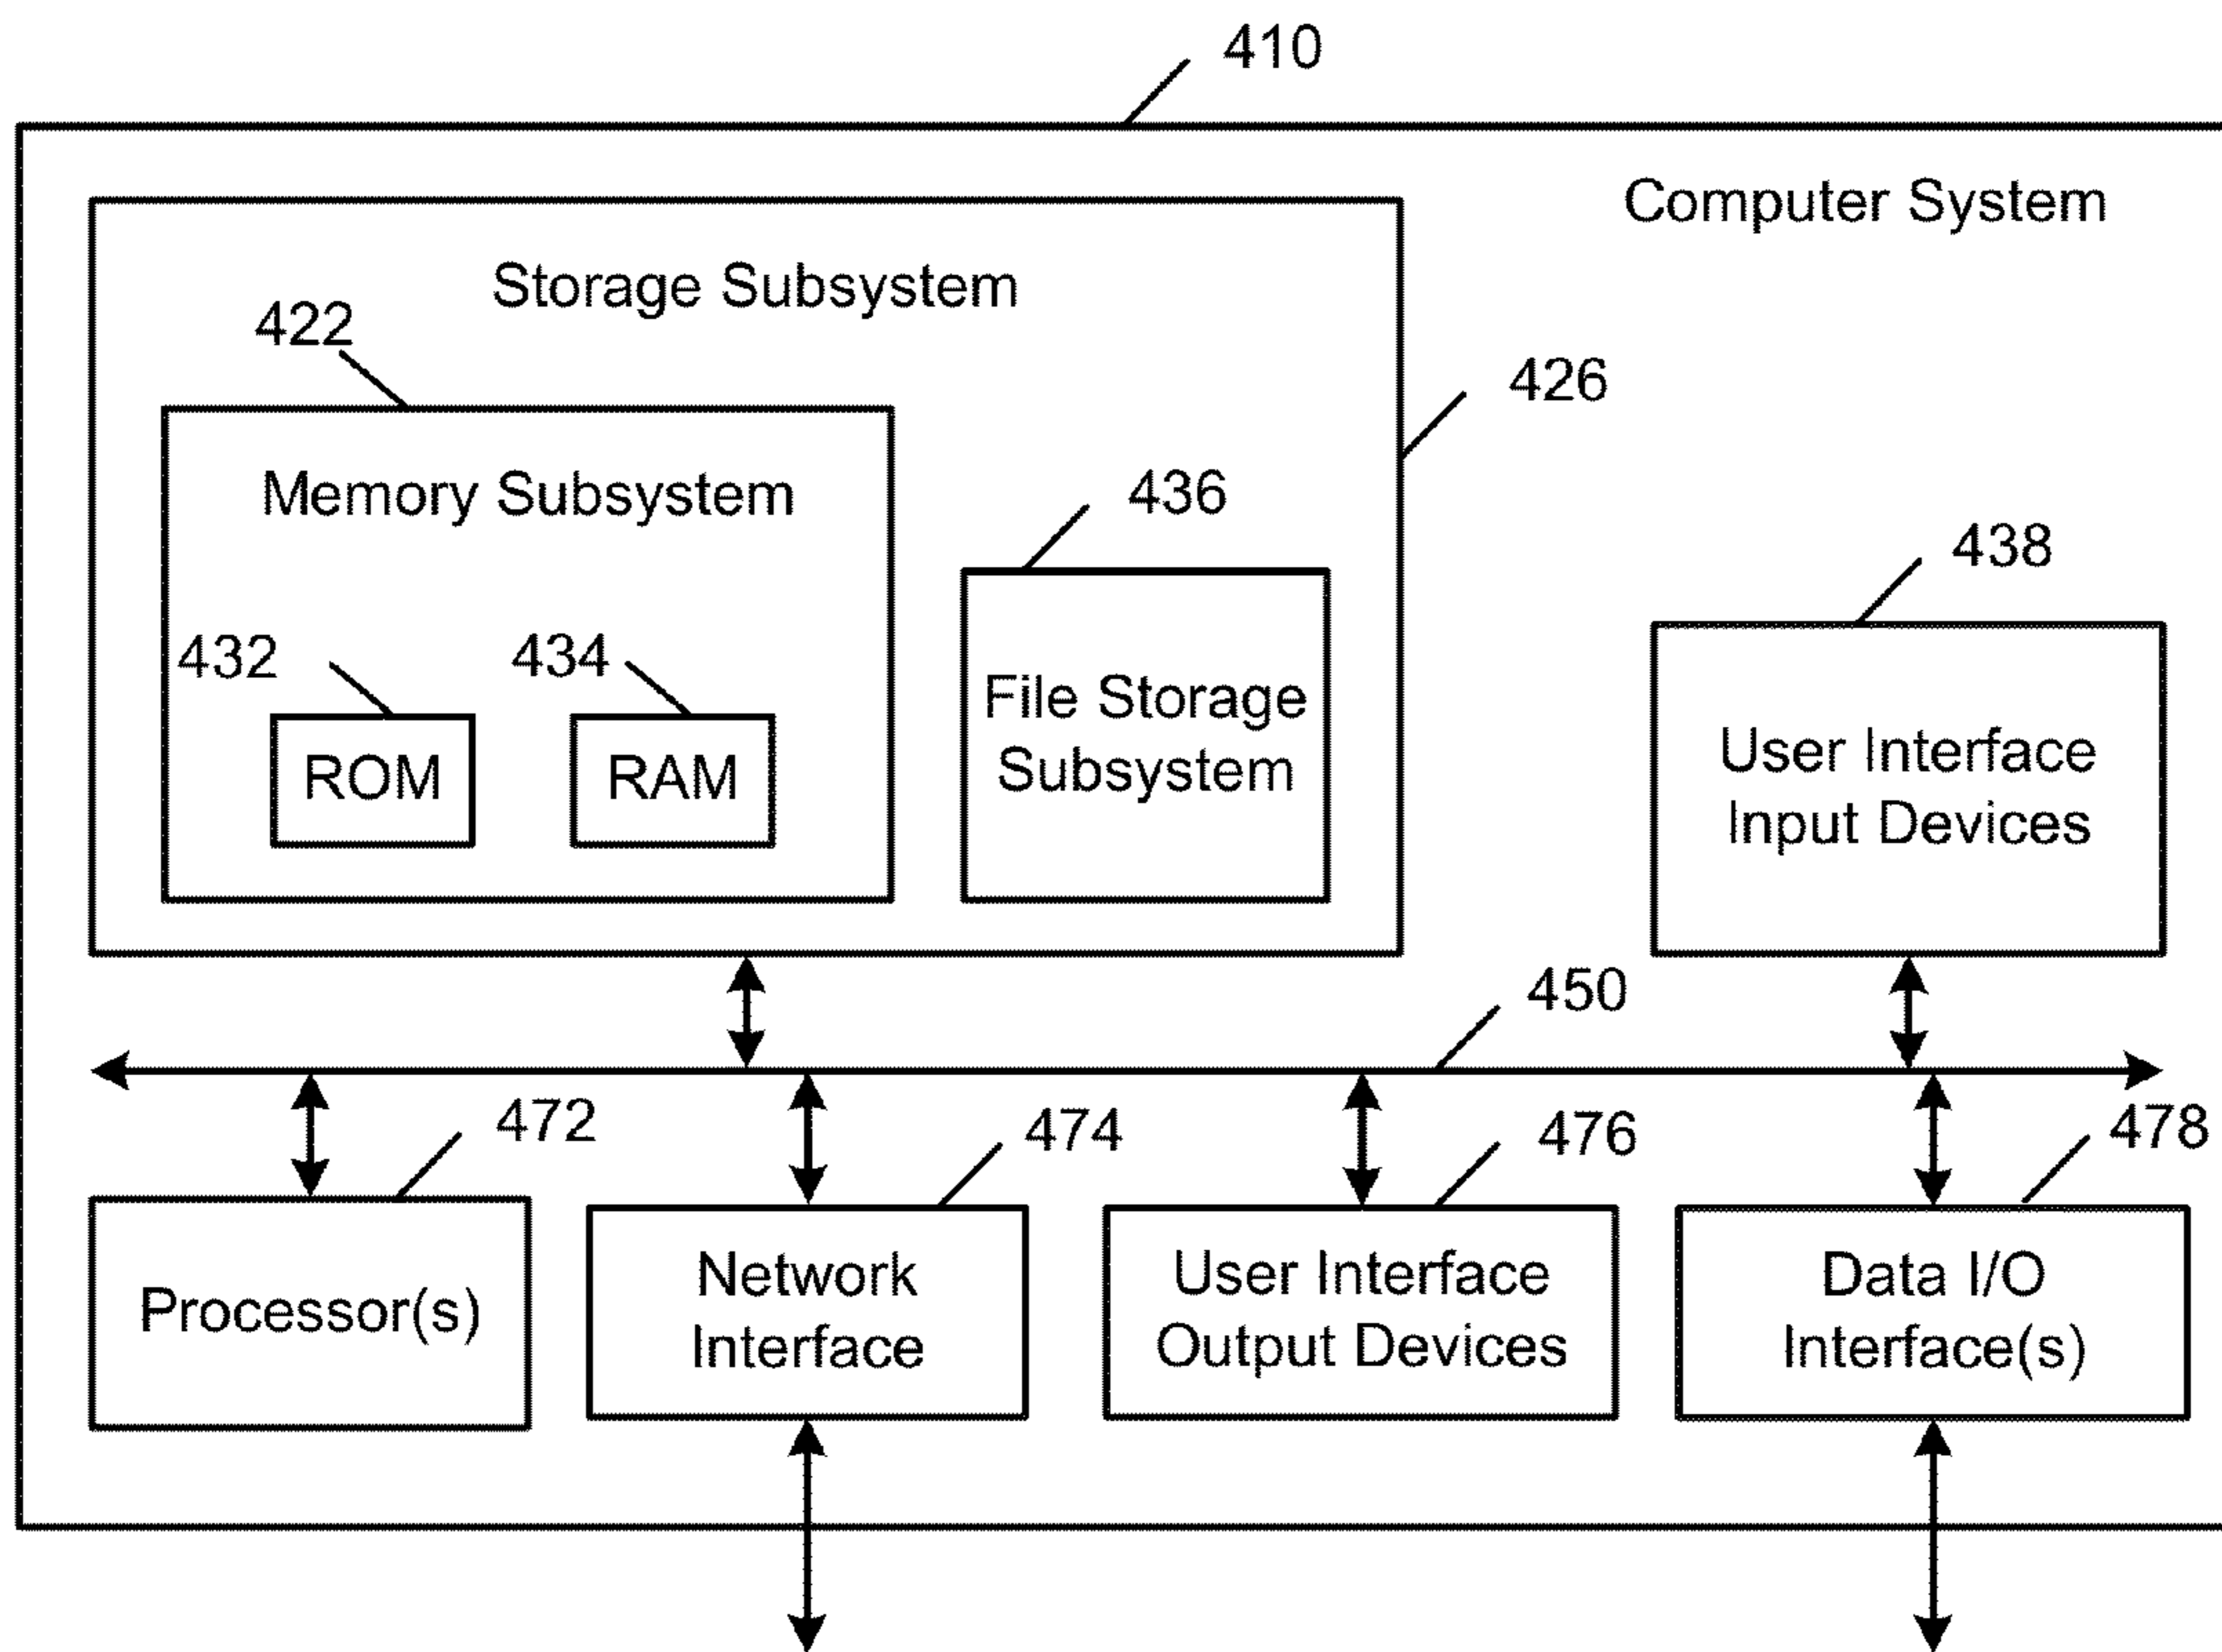 410
Computer System
Storage Subsystem
422
426
Memory Subsystem
436
438
432
434
File Storage
Subsystem
ROM
RAM
User Interface
Input Devices
450
472
474
476
478
Processor(s)
Network
Interface
User Interface
Output Devices
Data I/O
Interface(s)